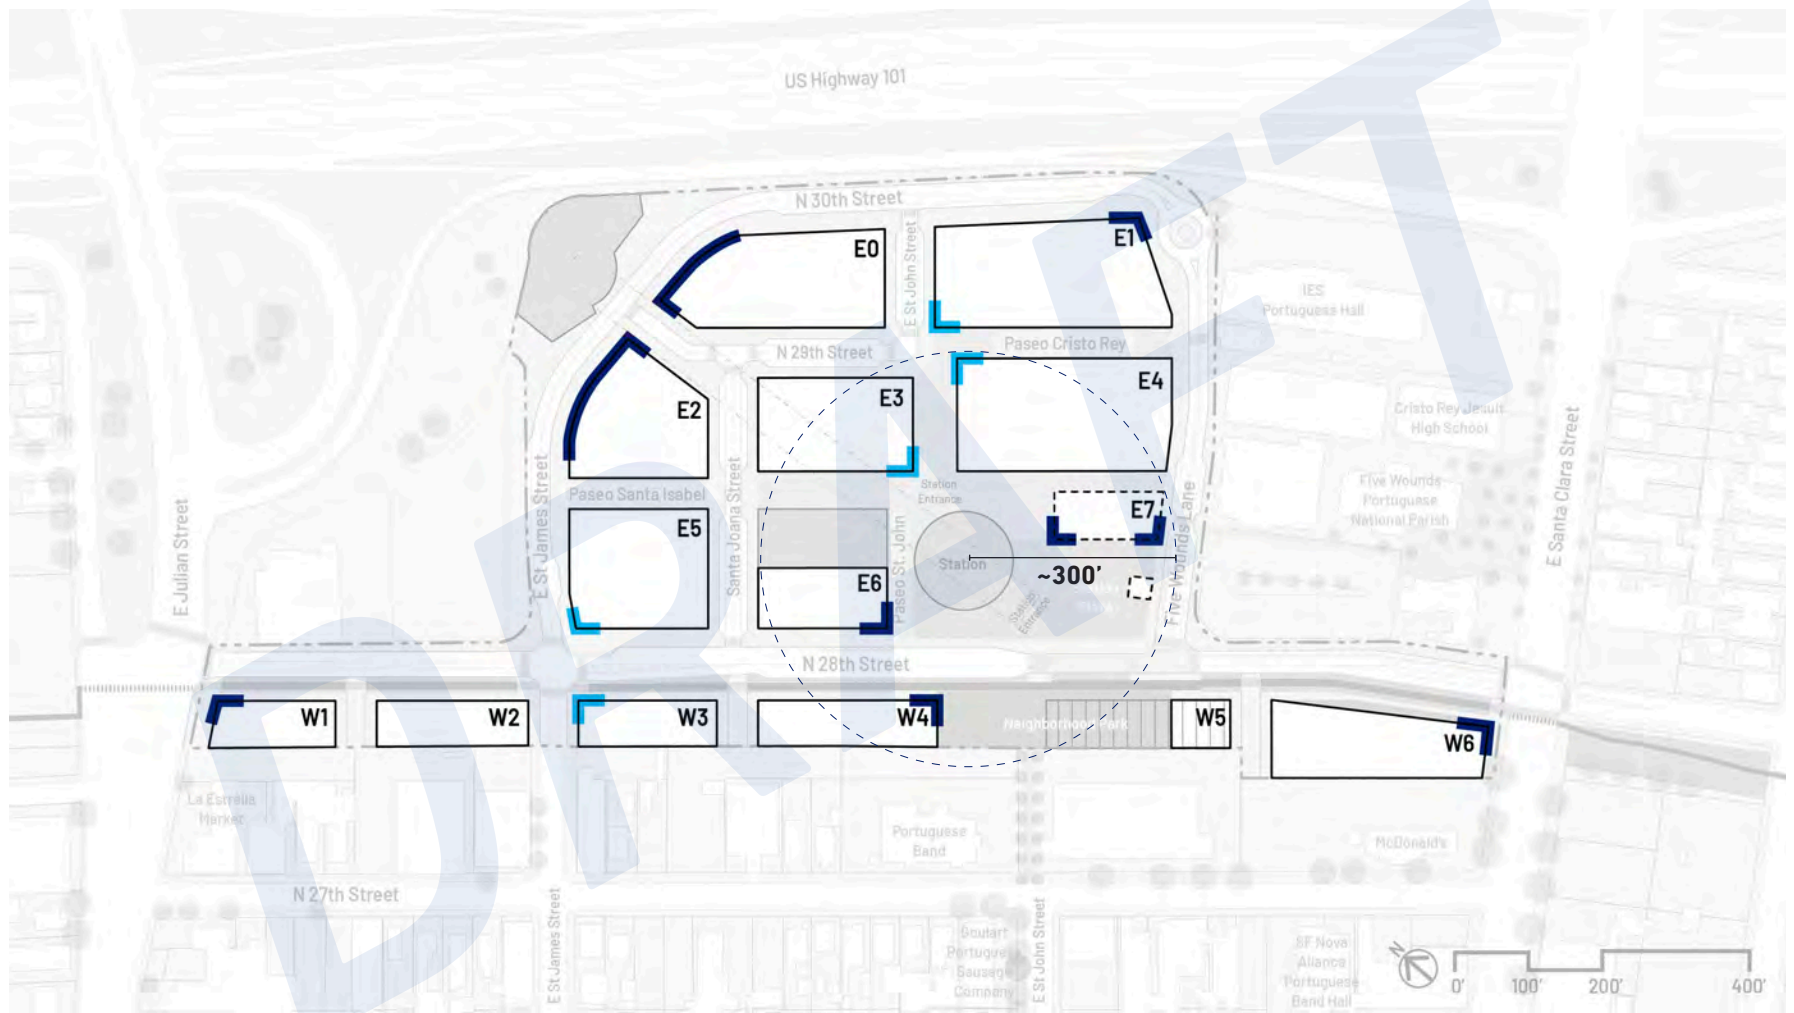 US Highway 101
N 30th Street
E0
E1
E St John Street
IES
Portuguese Hall
N 29th Street
Paseo Cristo Rey
E2
E3
E4
Cristo Rey Jesuit
High School
E Santa Clara Street
Paseo Santa Isabel
Station
Entrance
Five Wounds
Portuguese
National Parish
E Julian Street
E St James Street
E5
Santa Joana Street
E6
Paseo St. John
Station
E7
~300’
Station
Entrance
Five Wounds Lane
N 28th Street
W1
W2
W3
W4
Neighborhood Park
W5
W6
La Estrella
Market
Portuguese
Band
McDonald's
N 27th Street
E St James Street
E St John Street
Goulart
Portugues
Sausage
Company
SF Nova
Alianca
Portuguese
Band Hall
N
0’
100’
200’
400’
DRAFT